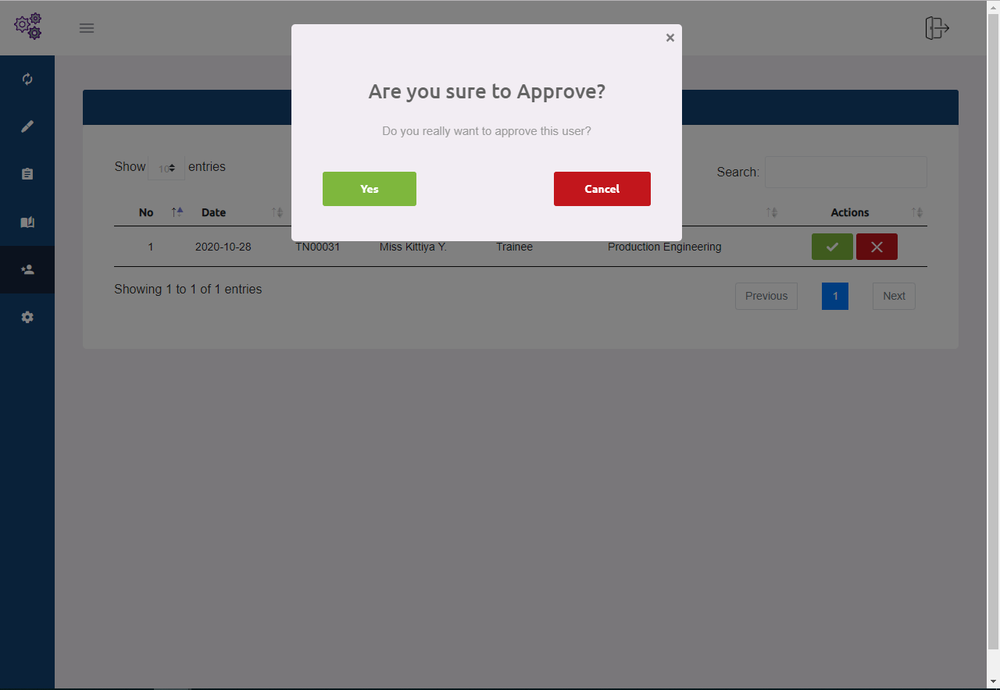 ×
Are you sure to Approve?
Do you really want to approve this user?
Yes Cancel
Show 10 entries Search:
No Date Actions
1 2020-10-28 TN00031 Miss Kittiya Y. Trainee Production Engineering
Showing 1 to 1 of 1 entries Previous 1 Next